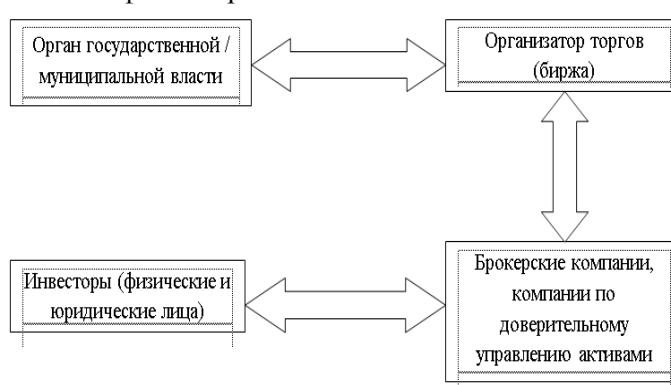 Орган государственной /
муниципальной власти
Организатор торгов
(биржа)
Инвесторы (физические и
юридические лица)
Брокерские компании,
компании по
доверительному
управлению активами